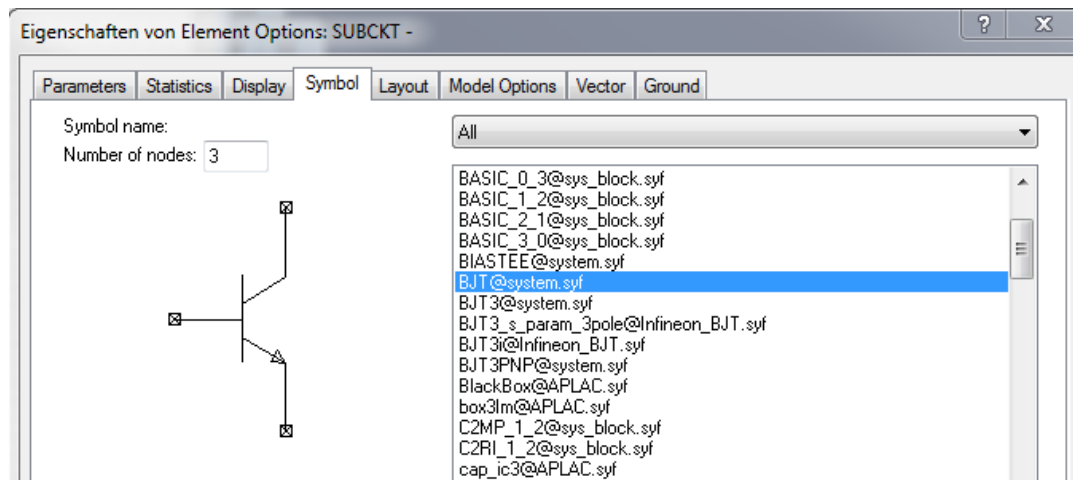 Eigenschaften von Element Options: SUBCKT -
Parameters Statistics Display Symbol Layout Model Options Vector Ground
Symbol name:
Number of nodes: 3
All
BASIC_0_3@sys_block.syf
BASIC_1_2@sys_block.syf
BASIC_2_1@sys_block.syf
BASIC_3_0@sys_block.syf
BIASTEE@system.syf
BJT@system.syf
BJT3@system.syf
BJT3_s_param_3pole@Infineon_BJT.syf
BJT3i@Infineon_BJT.syf
BJT3PNP@system.syf
BlackBox@APLAC.syf
box3lm@APLAC.syf
C2MP_1_2@sys_block.syf
C2RI_1_2@sys_block.syf
cap_ic3@APLAC.syf